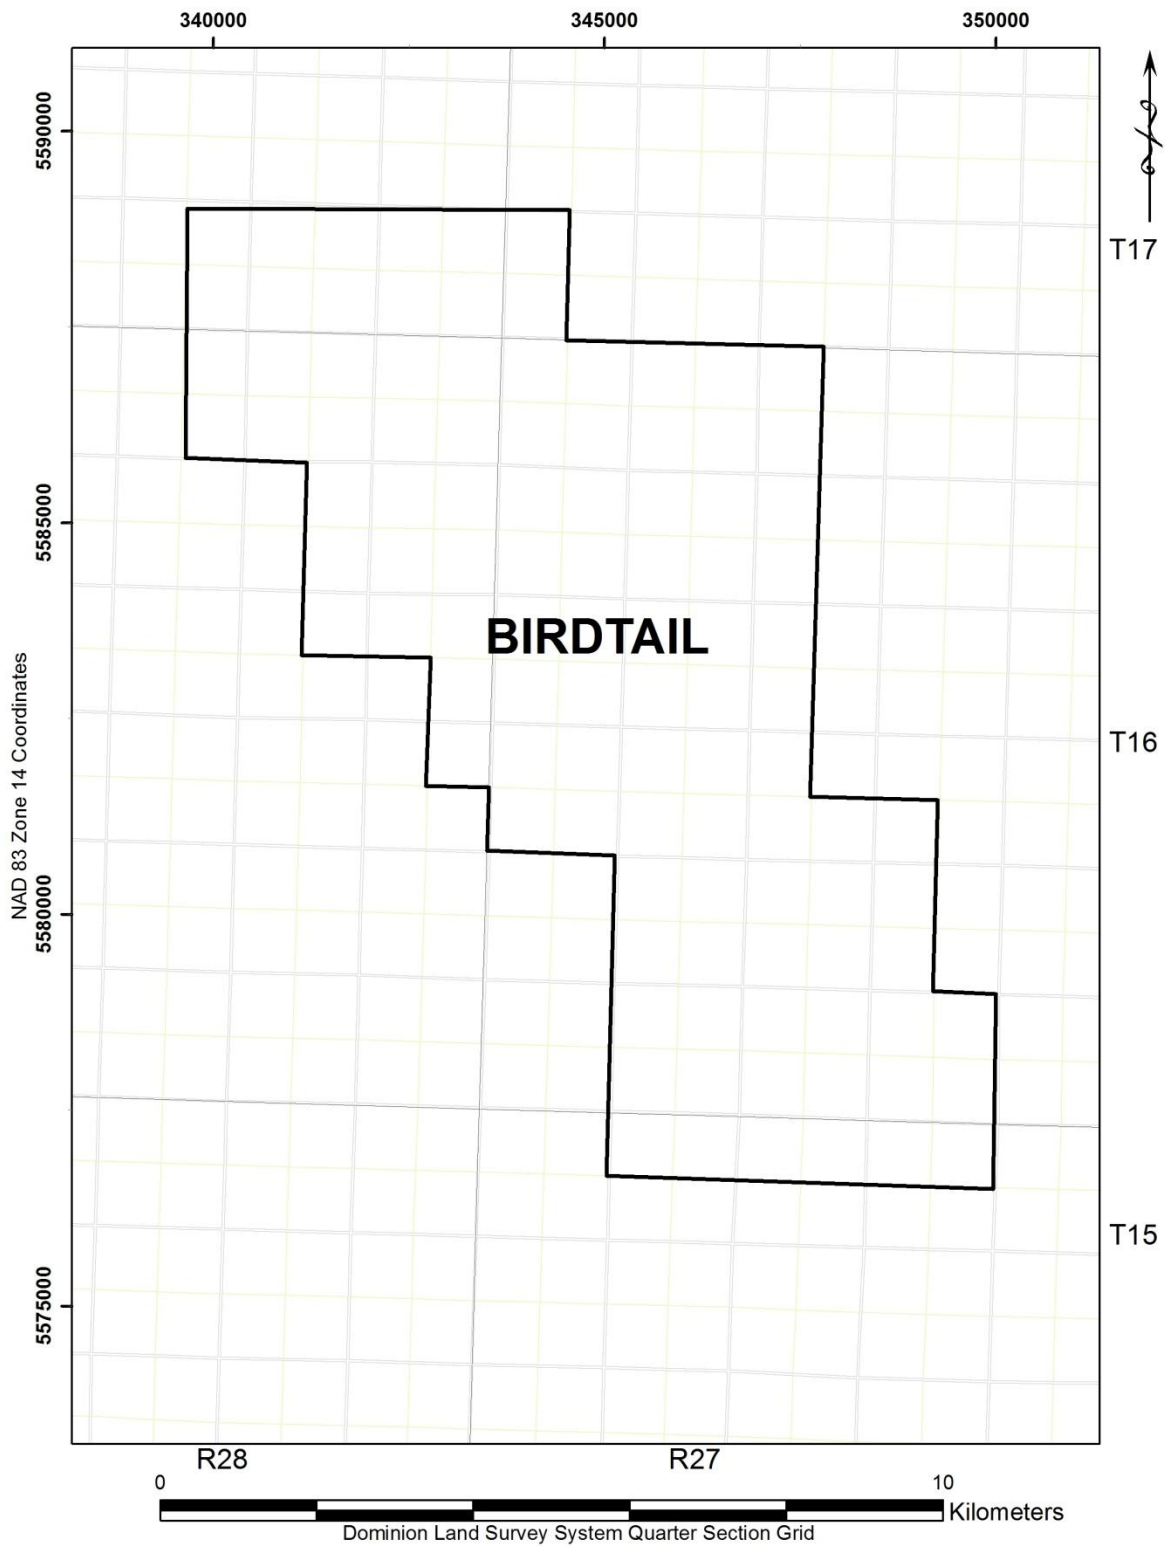 340000
345000
350000
5590000
T17
5585000
BIRDTAIL
NAD 83 Zone 14 Coordinates
T16
5580000
T15
5575000
R28
R27
0
10
Kilometers
Dominion Land Survey System Quarter Section Grid